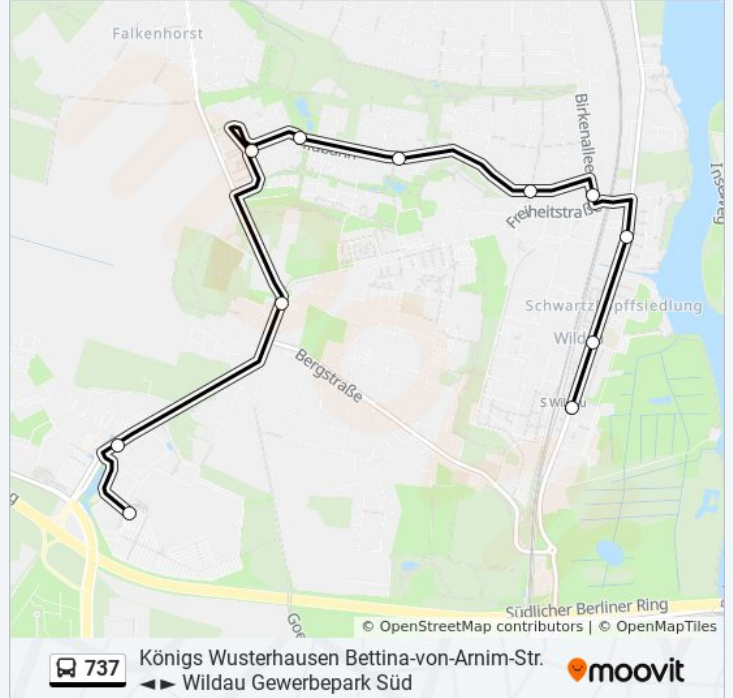 Falkenhorst
Birkenallee
Freiheitstraße
Schwartzkopffsiedlung
Wildau
Bergstraße
S Wildau
Südlicher Berliner Ring
© OpenStreetMap contributors | © OpenMapTiles
737
Königs Wusterhausen Bettina-von-Arnim-Str.
◄ ► Wildau Gewerbepark Süd
moovit